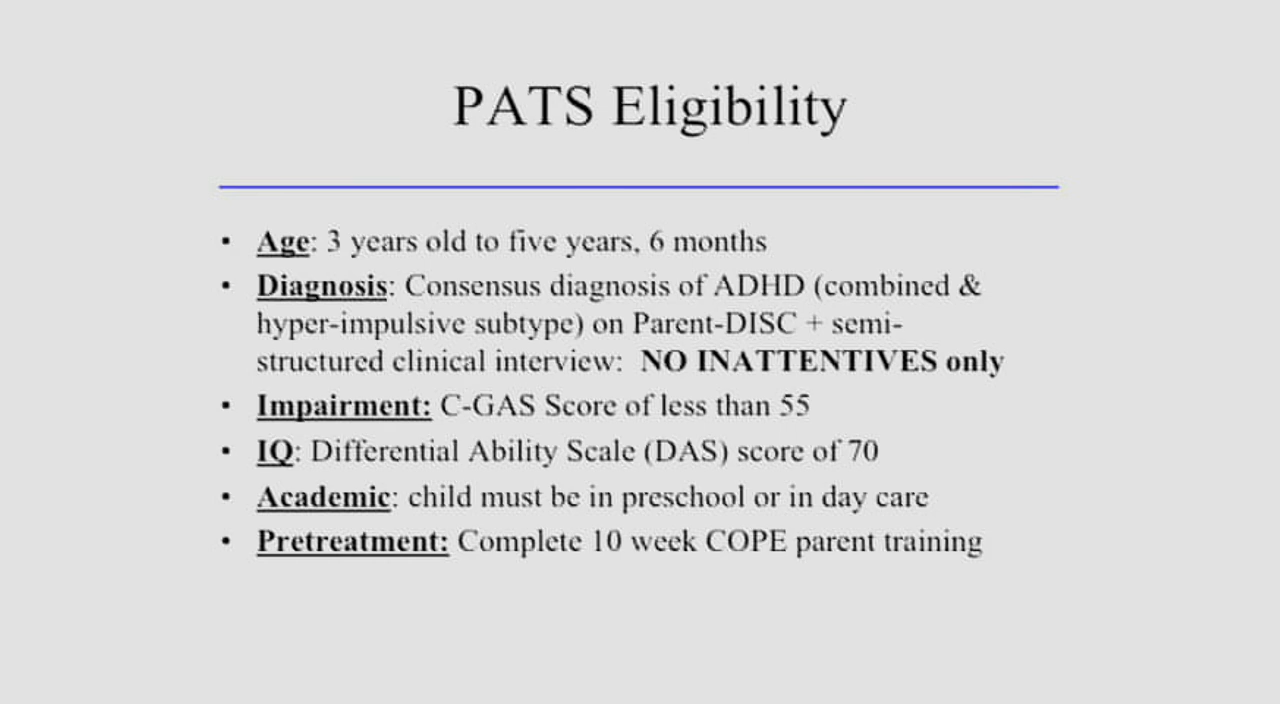 PATS Eligibility
• Age: 3 years old to five years, 6 months
• Diagnosis: Consensus diagnosis of ADHD (combined &
hyper-impulsive subtype) on Parent-DISC + semi-
structured clinical interview: NO INATTENTIVES only
• Impairment: C-GAS Score of less than 55
• IQ: Differential Ability Scale (DAS) score of 70
• Academic: child must be in preschool or in day care
• Pretreatment: Complete 10 week COPE parent training